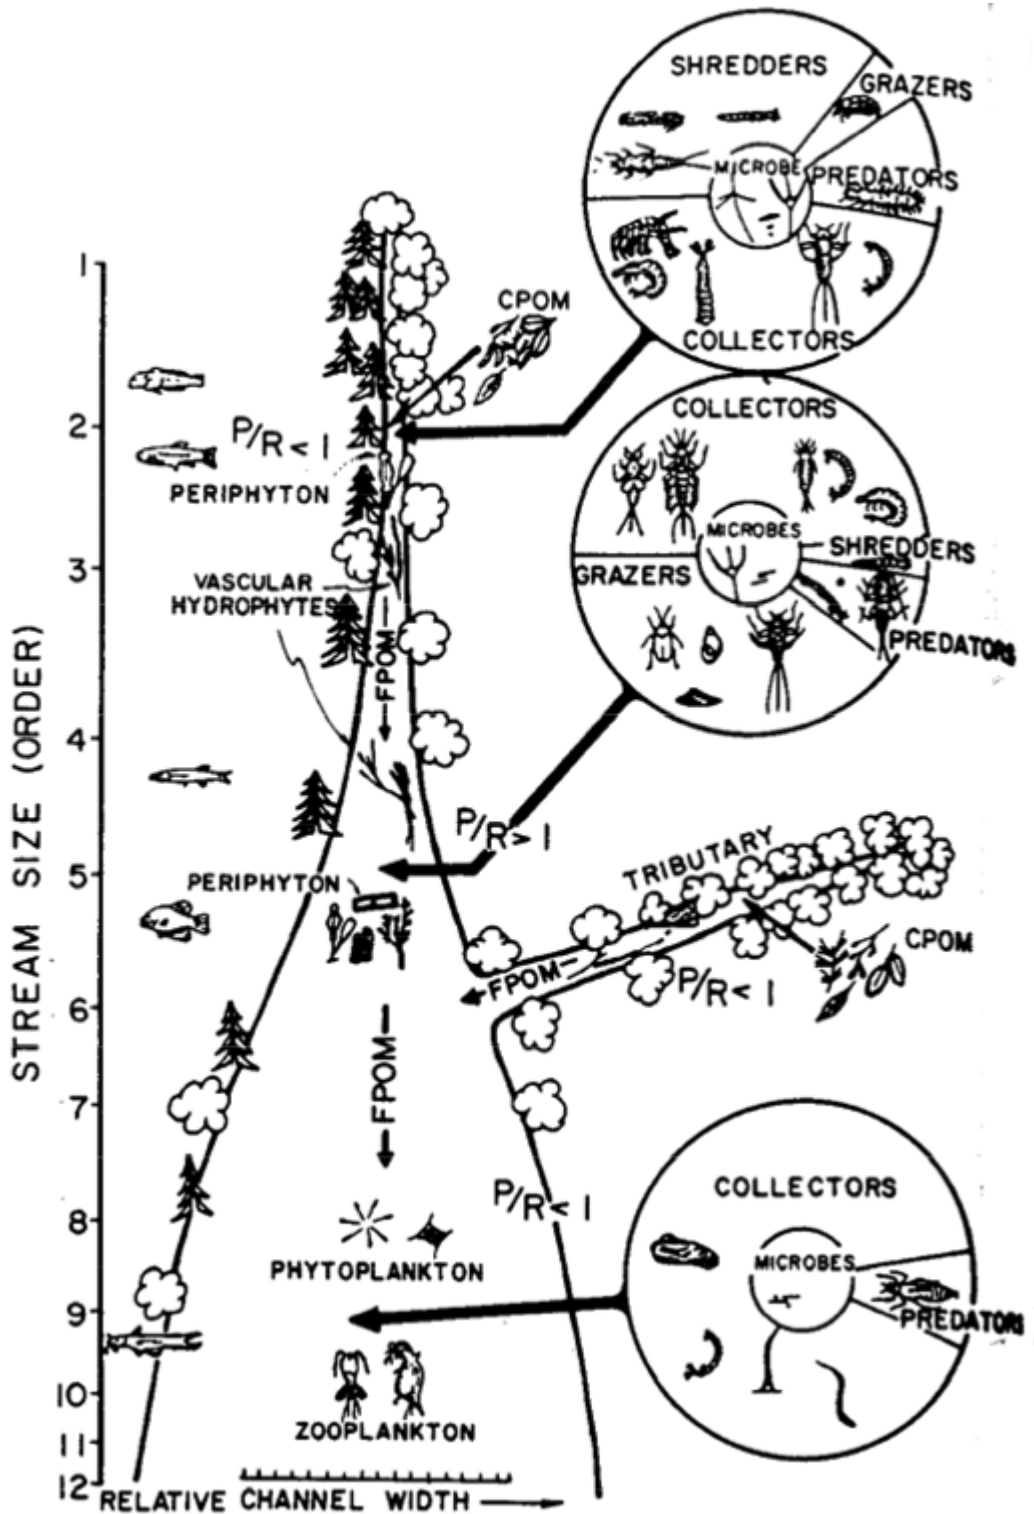 SHREDDERS
GRAZERS
MICROBE
PREDATORS
COLLECTORS
1
CPOM
2
P/R < 1
PERIPHYTON
COLLECTORS
MICROBES
SHREDDERS
GRAZERS
PREDATORS
3
VASCULAR
HYDROPHYTES
FPOM
STREAM SIZE (ORDER)
4
P/R > 1
5
PERIPHYTON
TRIBUTARY
CPOM
FPOM
P/R < 1
6
FPOM
7
P/R < 1
8
COLLECTORS
MICROBES
PREDATORS
PHYTOPLANKTON
9
10
ZOOPLANKTON
11
12
RELATIVE CHANNEL WIDTH